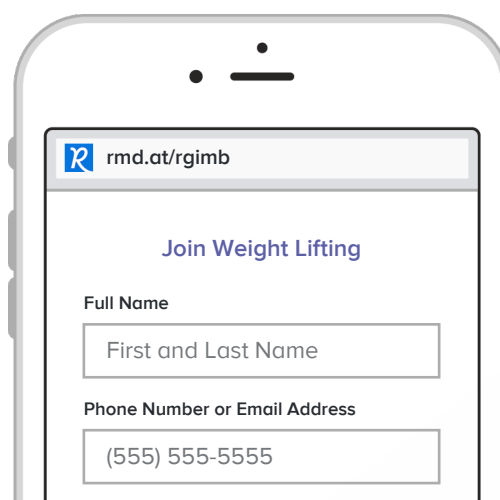 rmd.at/rgimb
Join Weight Lifting
Full Name
First and Last Name
Phone Number or Email Address
(555) 555-5555